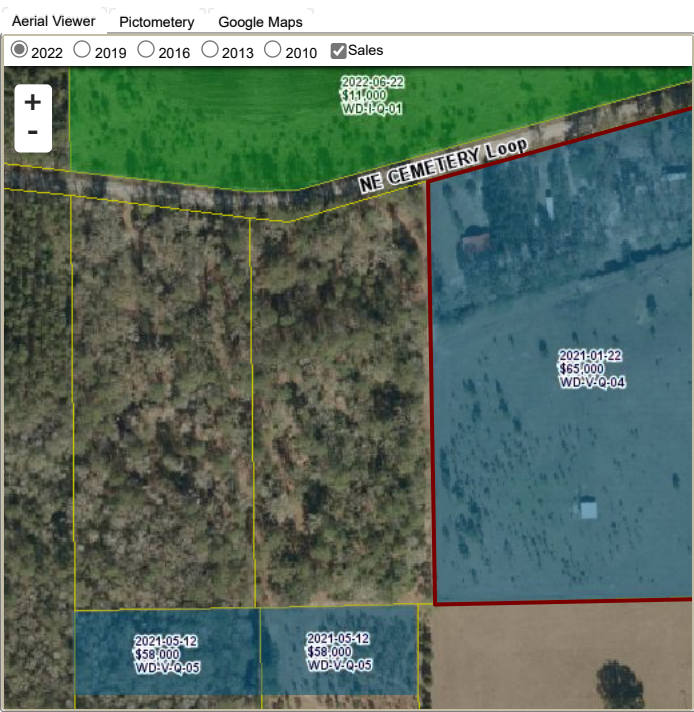 Aerial Viewer Pictometery Google Maps
2022 2019 2016 2013 2010 Sales
+
-
2022-06-22
$11,000
WD-I-Q-01
NE CEMETERY Loop
2021-01-22
$65,000
WD-V-Q-04
2021-05-12
$58,000
WD-V-Q-05
2021-05-12
$58,000
WD-V-Q-05